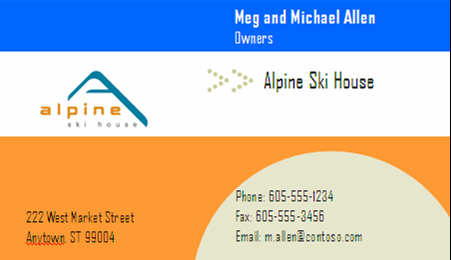 Meg and Michael Allen
Owners
Alpine Ski House
alpine
ski house
Phone: 605-555-1234
Fax: 605-555-3456
Email: m.allen@contoso.com
222 West Market Street
Anytown, ST 99004